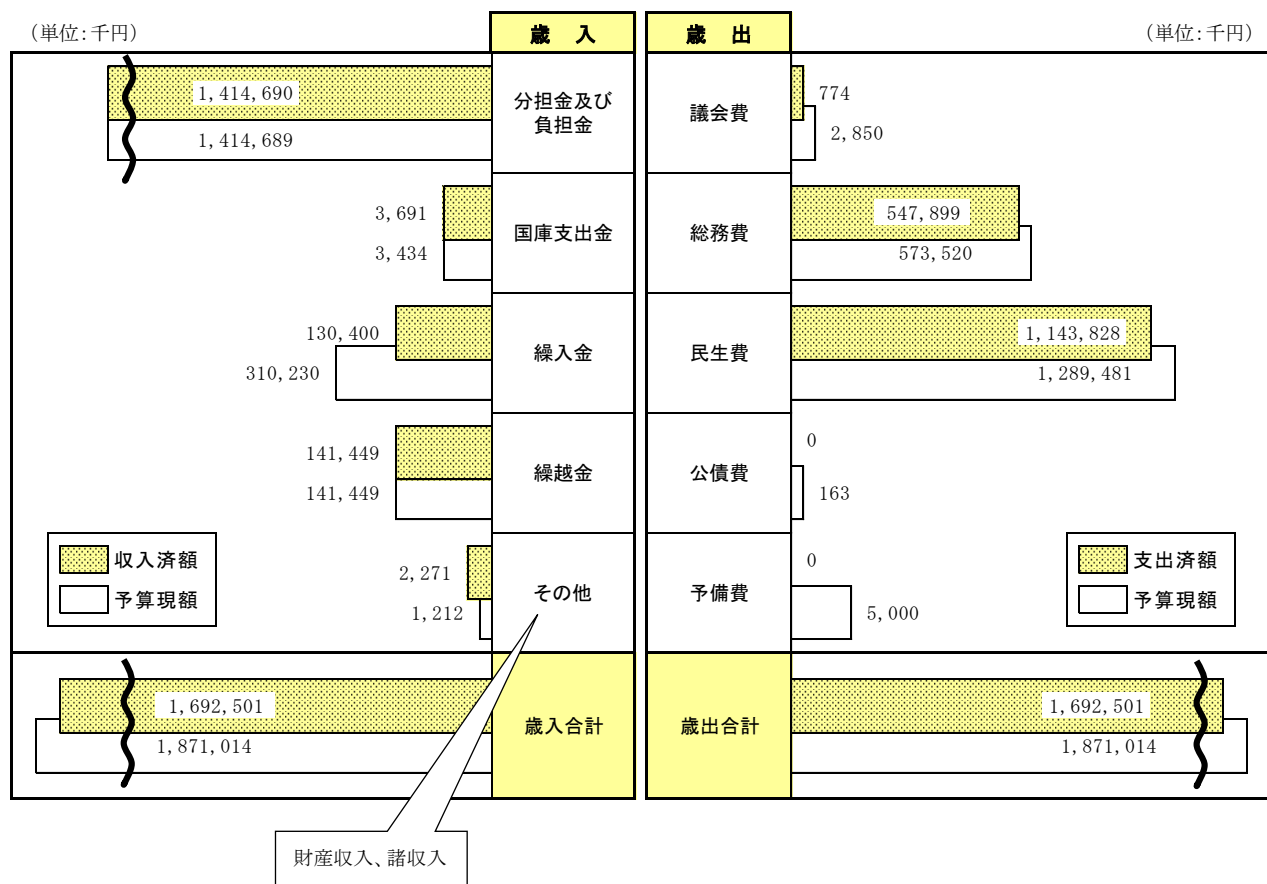 （単位：千円）
歳　入
歳　出
（単位：千円）
1,414,690
1,414,689
分担金及び
負担金
議会費
774
2,850
3,691
3,434
国庫支出金
総務費
547,899
573,520
130,400
310,230
繰入金
民生費
1,143,828
1,289,481
141,449
141,449
繰越金
公債費
0
163
収入済額
予算現額
2,271
1,212
その他
予備費
0
5,000
支出済額
予算現額
1,692,501
1,871,014
歳入合計
歳出合計
1,692,501
1,871,014
財産収入、諸収入